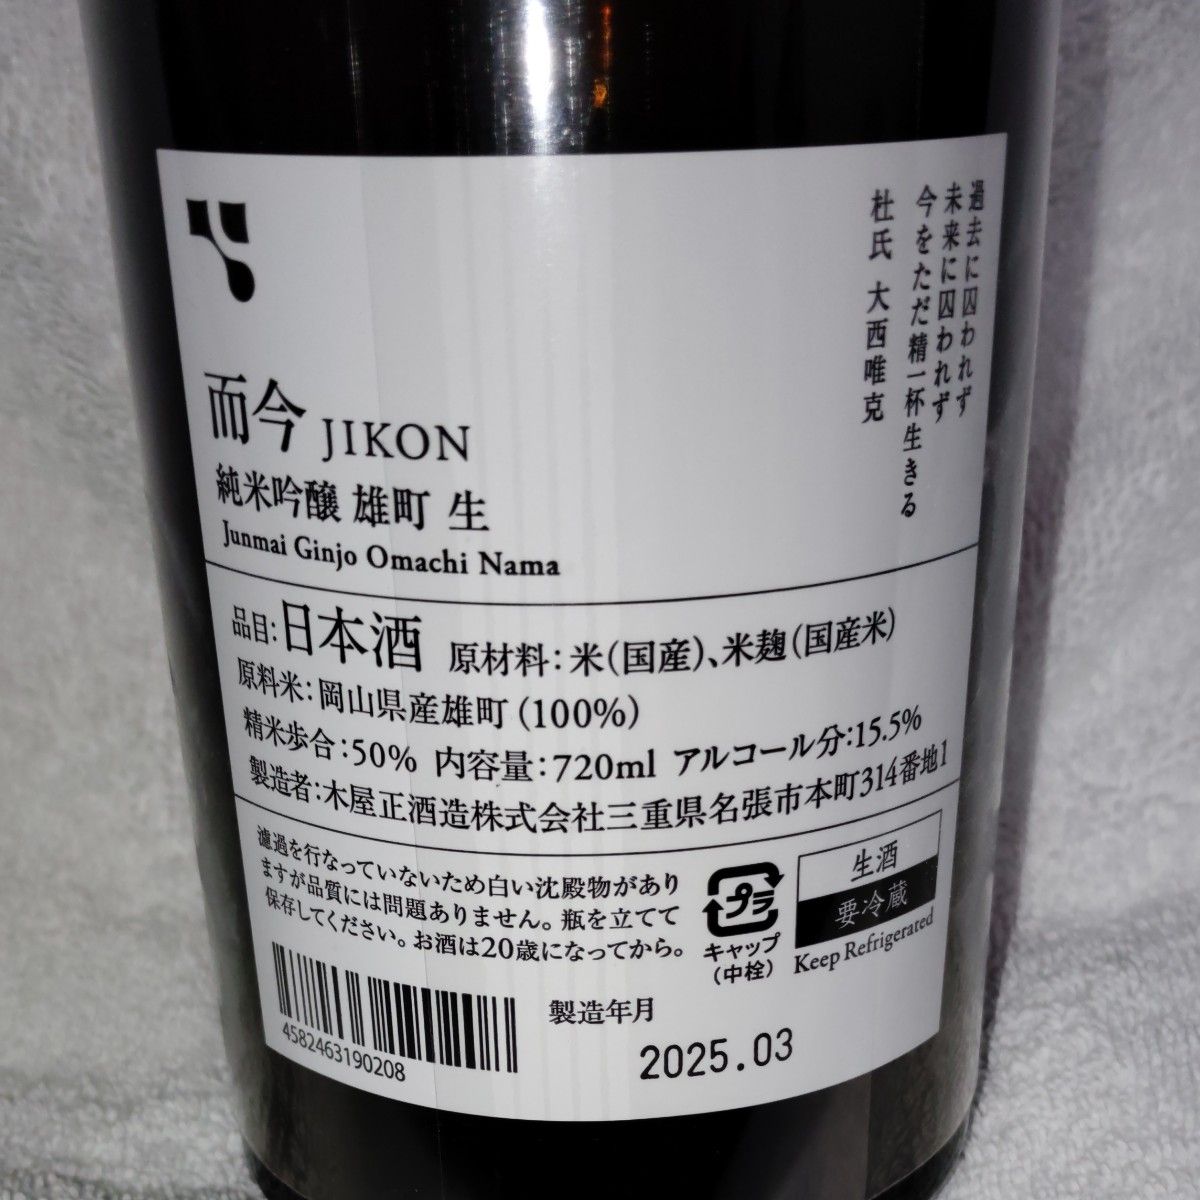 過去に囚われず
未来に囚われず
今をただ精一杯生きる
杜氏 大西唯克
而今 JIKON
純米吟醸 雄町 生
Junmai Ginjo Omachi Nama
品目:日本酒 原材料:米(国産)、米麹(国産米)
原料米:岡山県産雄町(100%)
精米歩合:50% 内容量:720ml アルコール分:15.5%
製造者:木屋正酒造株式会社三重県名張市本町314番地1
濾過を行なっていないため白い沈殿物があり
ますが品質には問題ありません。瓶を立てて
保存してください。お酒は20歳になってから。
プラ
キャップ
(中栓)
生酒
要冷蔵
Keep Refrigerated
4582463190208
製造年月
2025.03